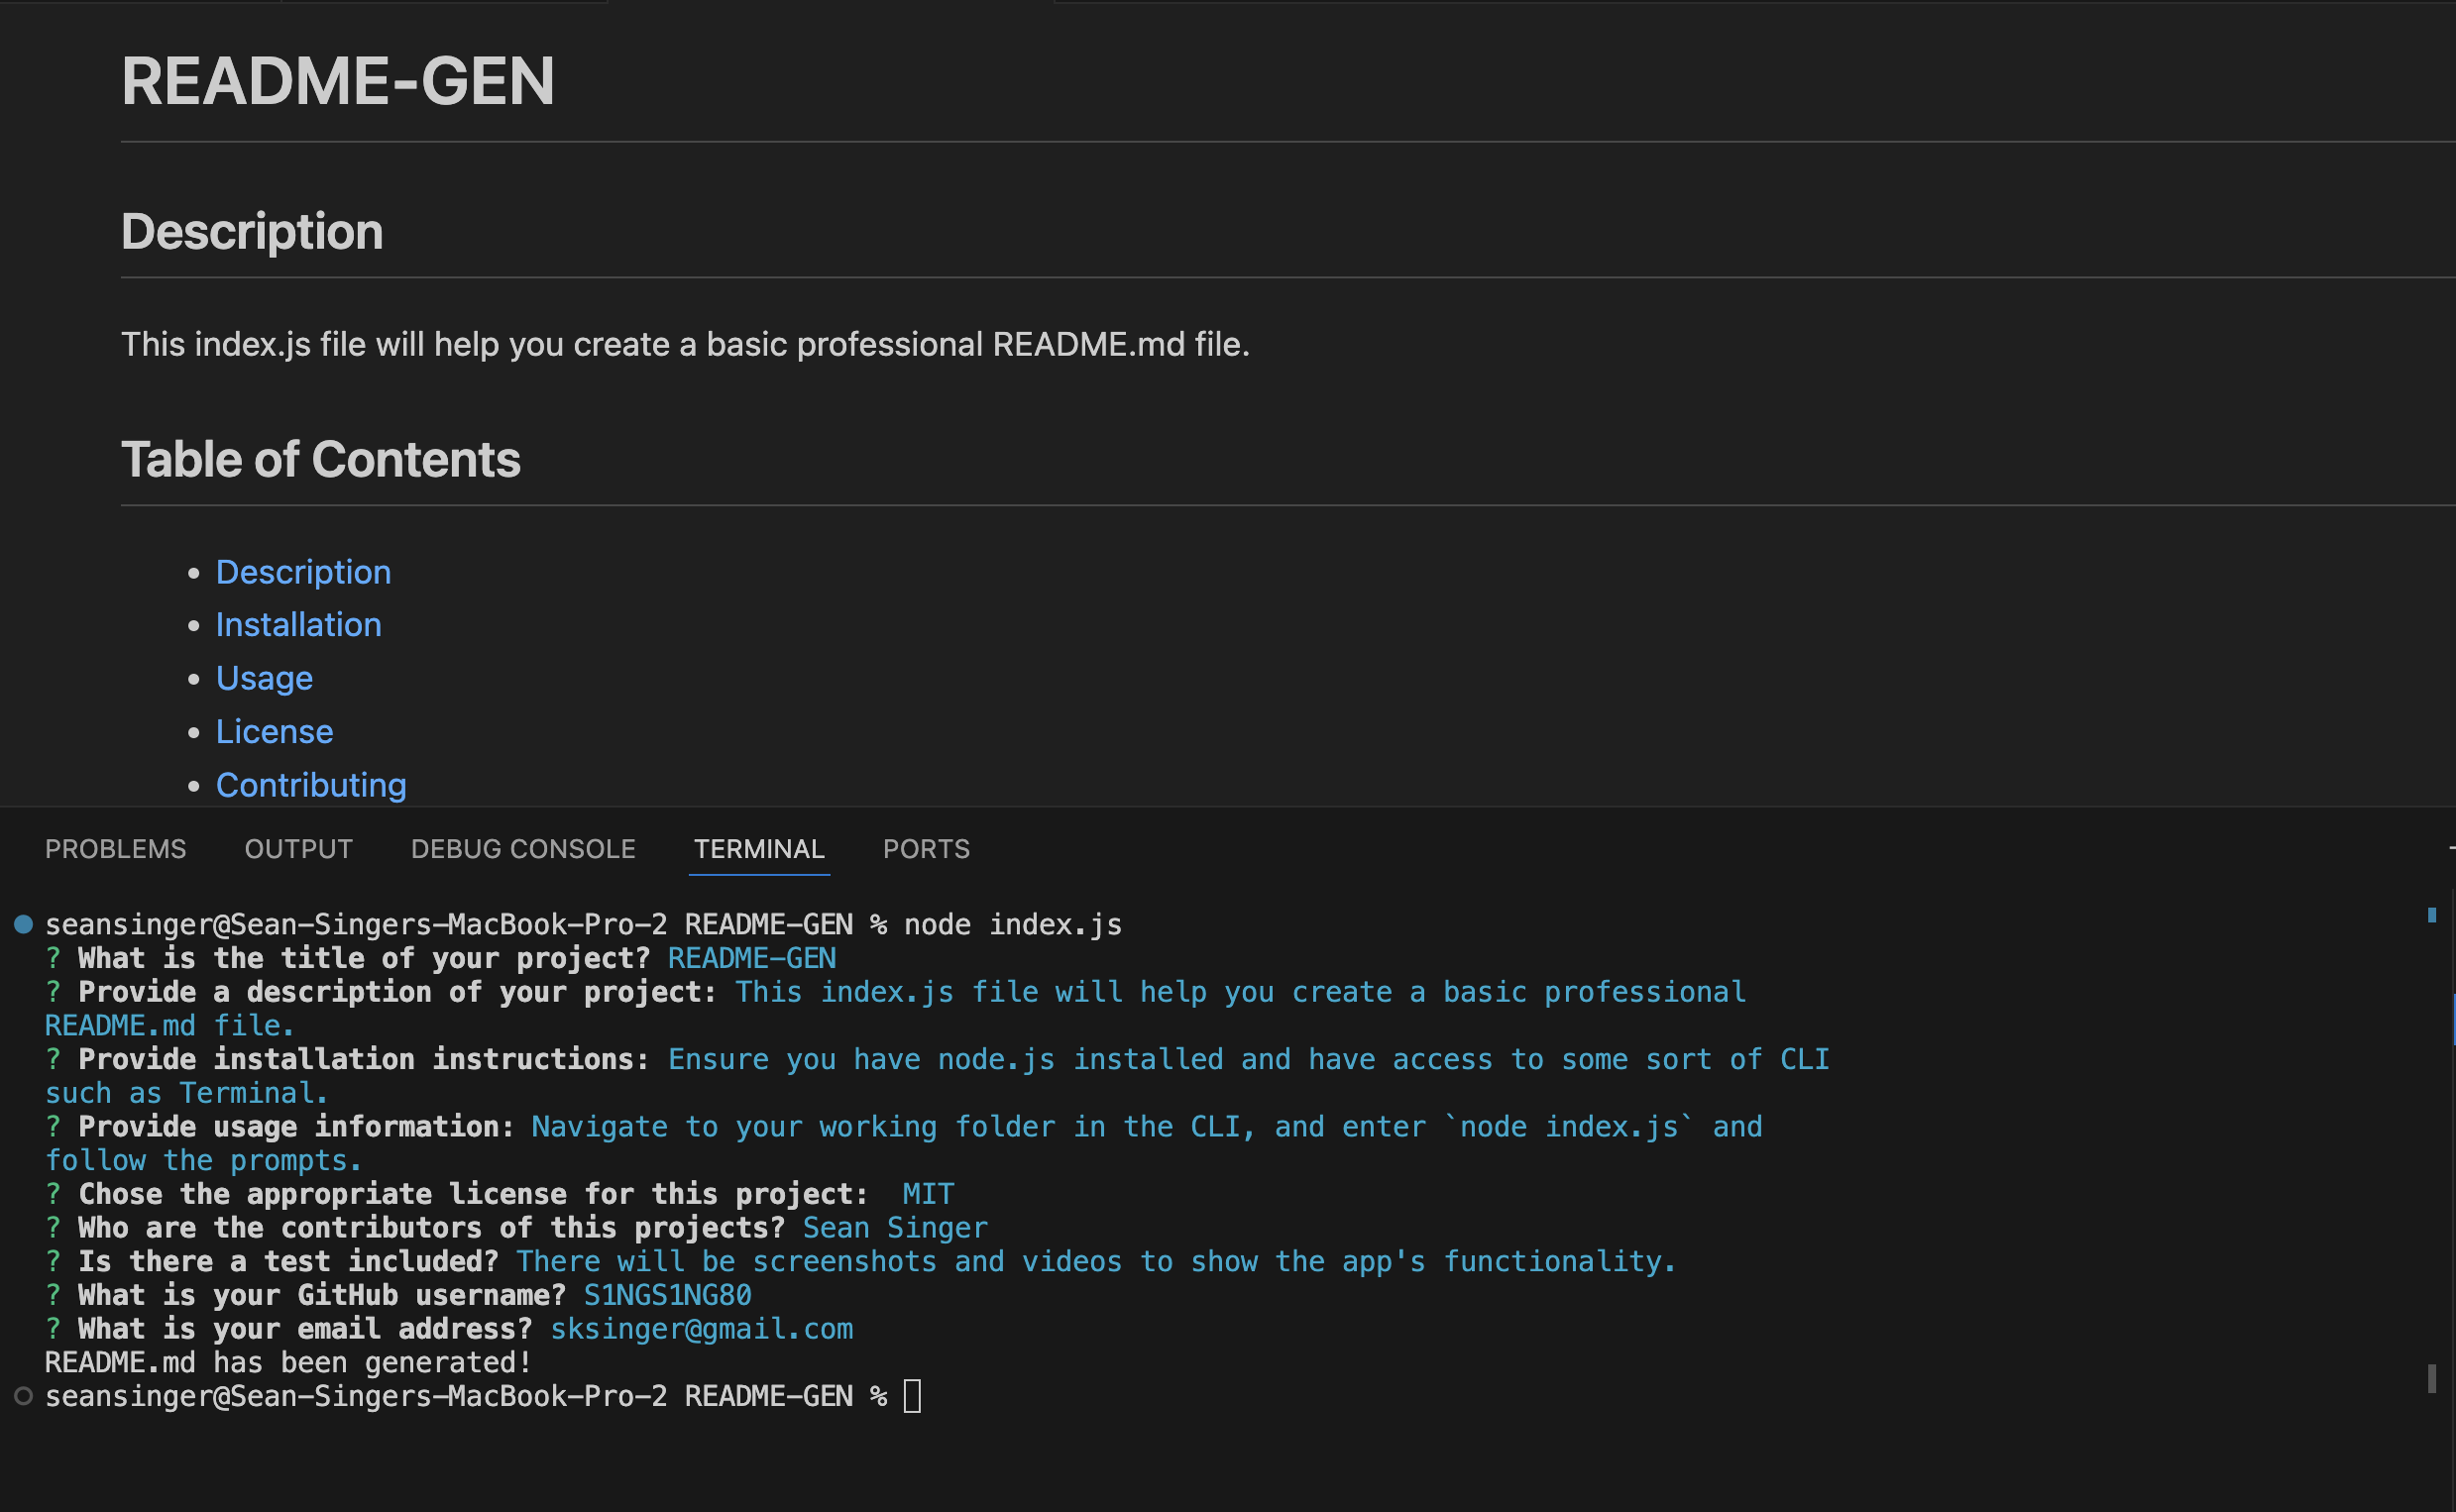 README-GEN
Description
This index.js file will help you create a basic professional README.md file.
Table of Contents
• Description
• Installation
• Usage
• License
• Contributing
PROBLEMS OUTPUT DEBUG CONSOLE TERMINAL PORTS
seansinger@Sean-Singers-MacBook-Pro-2 README-GEN % node index.js
? What is the title of your project? README-GEN
? Provide a description of your project: This index.js file will help you create a basic professional
README.md file.
? Provide installation instructions: Ensure you have node.js installed and have access to some sort of CLI
such as Terminal.
? Provide usage information: Navigate to your working folder in the CLI, and enter `node index.js` and
follow the prompts.
? Chose the appropriate license for this project:  MIT
? Who are the contributors of this projects? Sean Singer
? Is there a test included? There will be screenshots and videos to show the app's functionality.
? What is your GitHub username? S1NGS1NG80
? What is your email address? sksinger@gmail.com
README.md has been generated!
seansinger@Sean-Singers-MacBook-Pro-2 README-GEN %